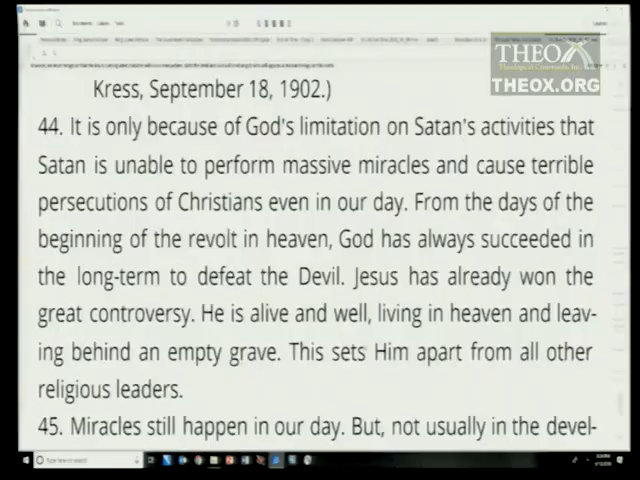 THEOX
THEOX.ORG
Kress, September 18, 1902.)
44. It is only because of God's limitation on Satan's activities that
Satan is unable to perform massive miracles and cause terrible
persecutions of Christians even in our day. From the days of the
beginning of the revolt in heaven, God has always succeeded in
the long-term to defeat the Devil. Jesus has already won the
great controversy. He is alive and well, living in heaven and leav-
ing behind an empty grave. This sets Him apart from all other
religious leaders.
45. Miracles still happen in our day. But, not usually in the devel-
Type here to search